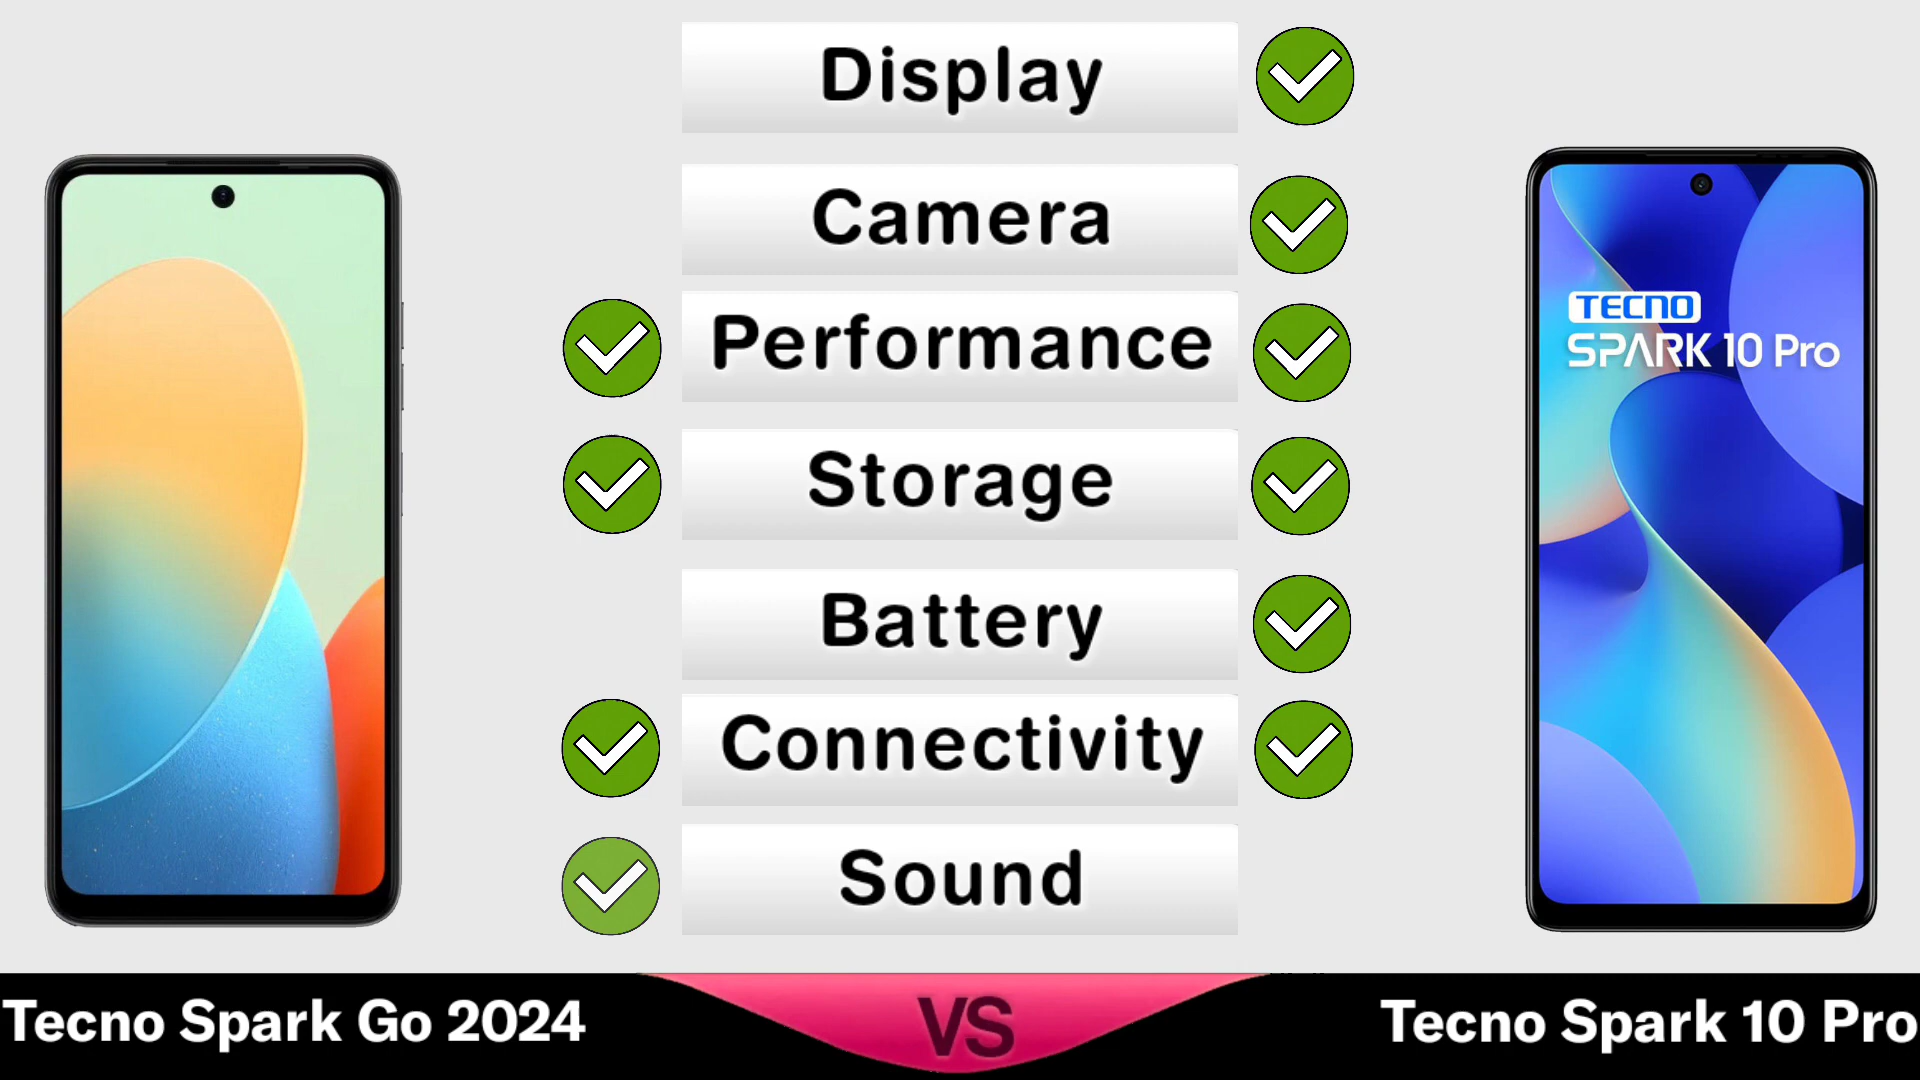 Display
Camera
Performance
Storage
Battery
Connectivity
Sound
TECNO
SPARK 10 Pro
Tecno Spark Go 2024
VS
Tecno Spark 10 Pro